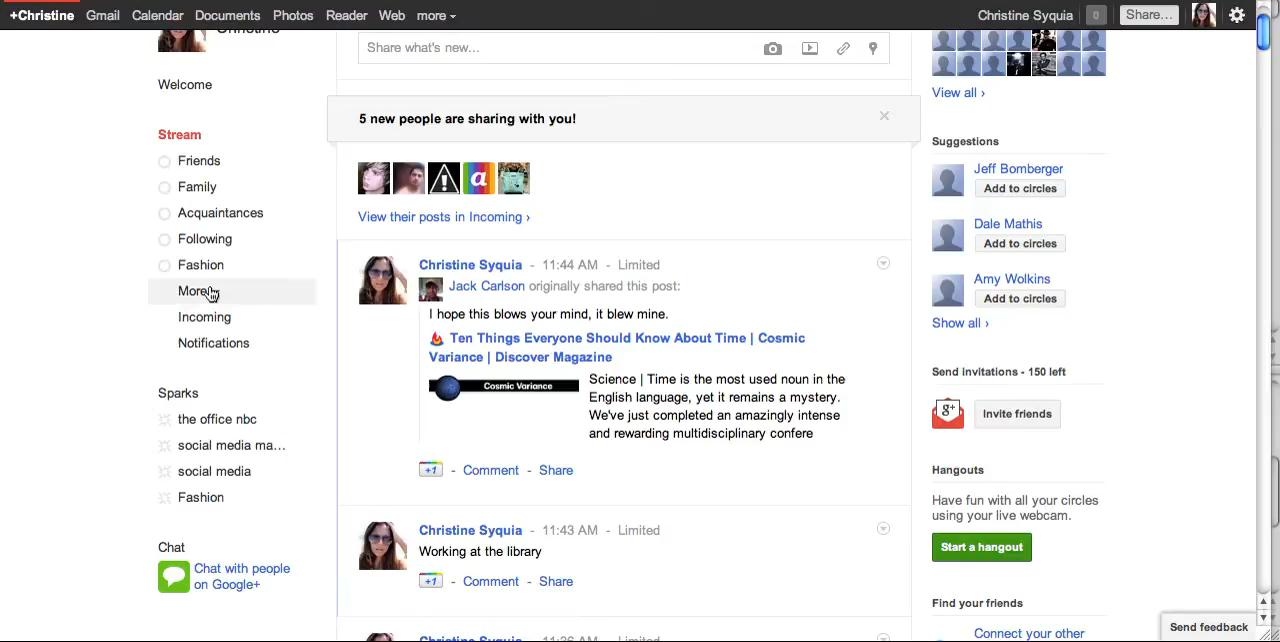 +Christine Gmail Calendar Documents Photos Reader Web more
Christine Syquia 0 Share...
Christine
Welcome
Stream
Friends
Family
Acquaintances
Following
Fashion
More
Incoming
Notifications
Sparks
the office nbc
social media ma...
social media
Fashion
Chat
Chat with people
on Google+
Share what's new...
5 new people are sharing with you!
a
View their posts in Incoming ›
Christine Syquia - 11:44 AM - Limited
Jack Carlson originally shared this post:
I hope this blows your mind, it blew mine.
Ten Things Everyone Should Know About Time | Cosmic
Variance | Discover Magazine
Cosmic Variance
Science | Time is the most used noun in the
English language, yet it remains a mystery.
We've just completed an amazingly intense
and rewarding multidisciplinary confere
+1 - Comment - Share
Christine Syquia - 11:43 AM - Limited
Working at the library
+1 - Comment - Share
Christine Syquia - 11:36 AM - Limited
View all ›
Suggestions
Jeff Bomberger
Add to circles
Dale Mathis
Add to circles
Amy Wolkins
Add to circles
Show all ›
Send invitations - 150 left
g+
Invite friends
Hangouts
Have fun with all your circles
using your live webcam.
Start a hangout
Find your friends
Connect your other
Send feedback